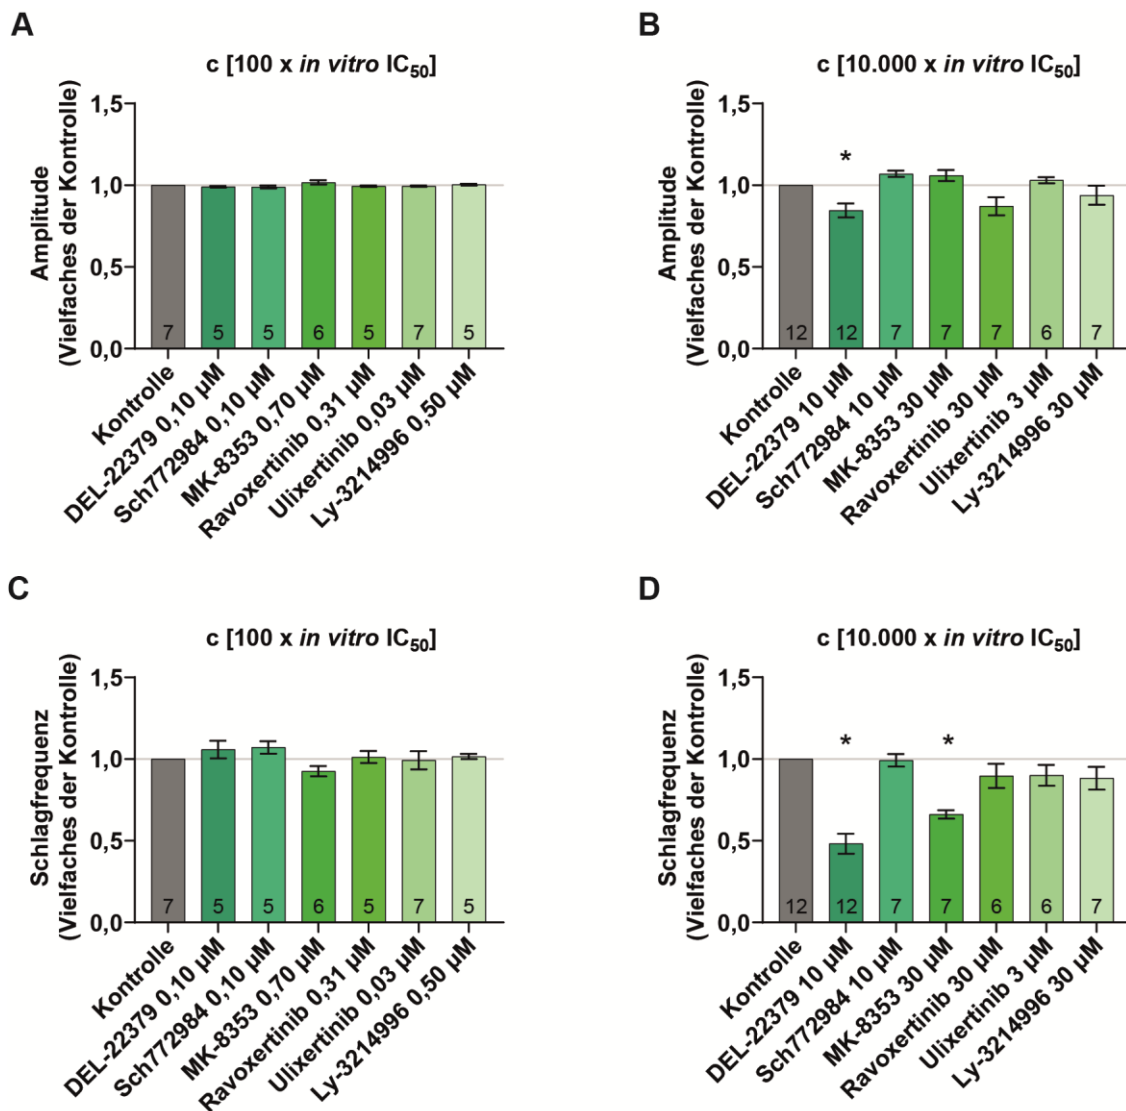 A
c [100 x in vitro IC50]
Amplitude
(Vielfaches der Kontrolle)
1,5
1,0
0,5
0,0
7 5 5 6 5 7 5
Kontrolle
DEL-22379 0,10 µM
Sch772984 0,10 µM
MK-8353 0,70 µM
Ravoxertinib 0,31 µM
Ulixertinib 0,03 µM
Ly-3214996 0,50 µM
B
c [10.000 x in vitro IC50]
Amplitude
(Vielfaches der Kontrolle)
1,5
1,0
0,5
0,0
*
12 12 7 7 7 6 7
Kontrolle
DEL-22379 10 µM
Sch772984 10 µM
MK-8353 30 µM
Ravoxertinib 30 µM
Ulixertinib 3 µM
Ly-3214996 30 µM
C
c [100 x in vitro IC50]
Schlagfrequenz
(Vielfaches der Kontrolle)
1,5
1,0
0,5
0,0
7 5 5 6 5 7 5
Kontrolle
DEL-22379 0,10 µM
Sch772984 0,10 µM
MK-8353 0,70 µM
Ravoxertinib 0,31 µM
Ulixertinib 0,03 µM
Ly-3214996 0,50 µM
D
c [10.000 x in vitro IC50]
Schlagfrequenz
(Vielfaches der Kontrolle)
1,5
1,0
0,5
0,0
* *
12 12 7 7 6 6 7
Kontrolle
DEL-22379 10 µM
Sch772984 10 µM
MK-8353 30 µM
Ravoxertinib 30 µM
Ulixertinib 3 µM
Ly-3214996 30 µM